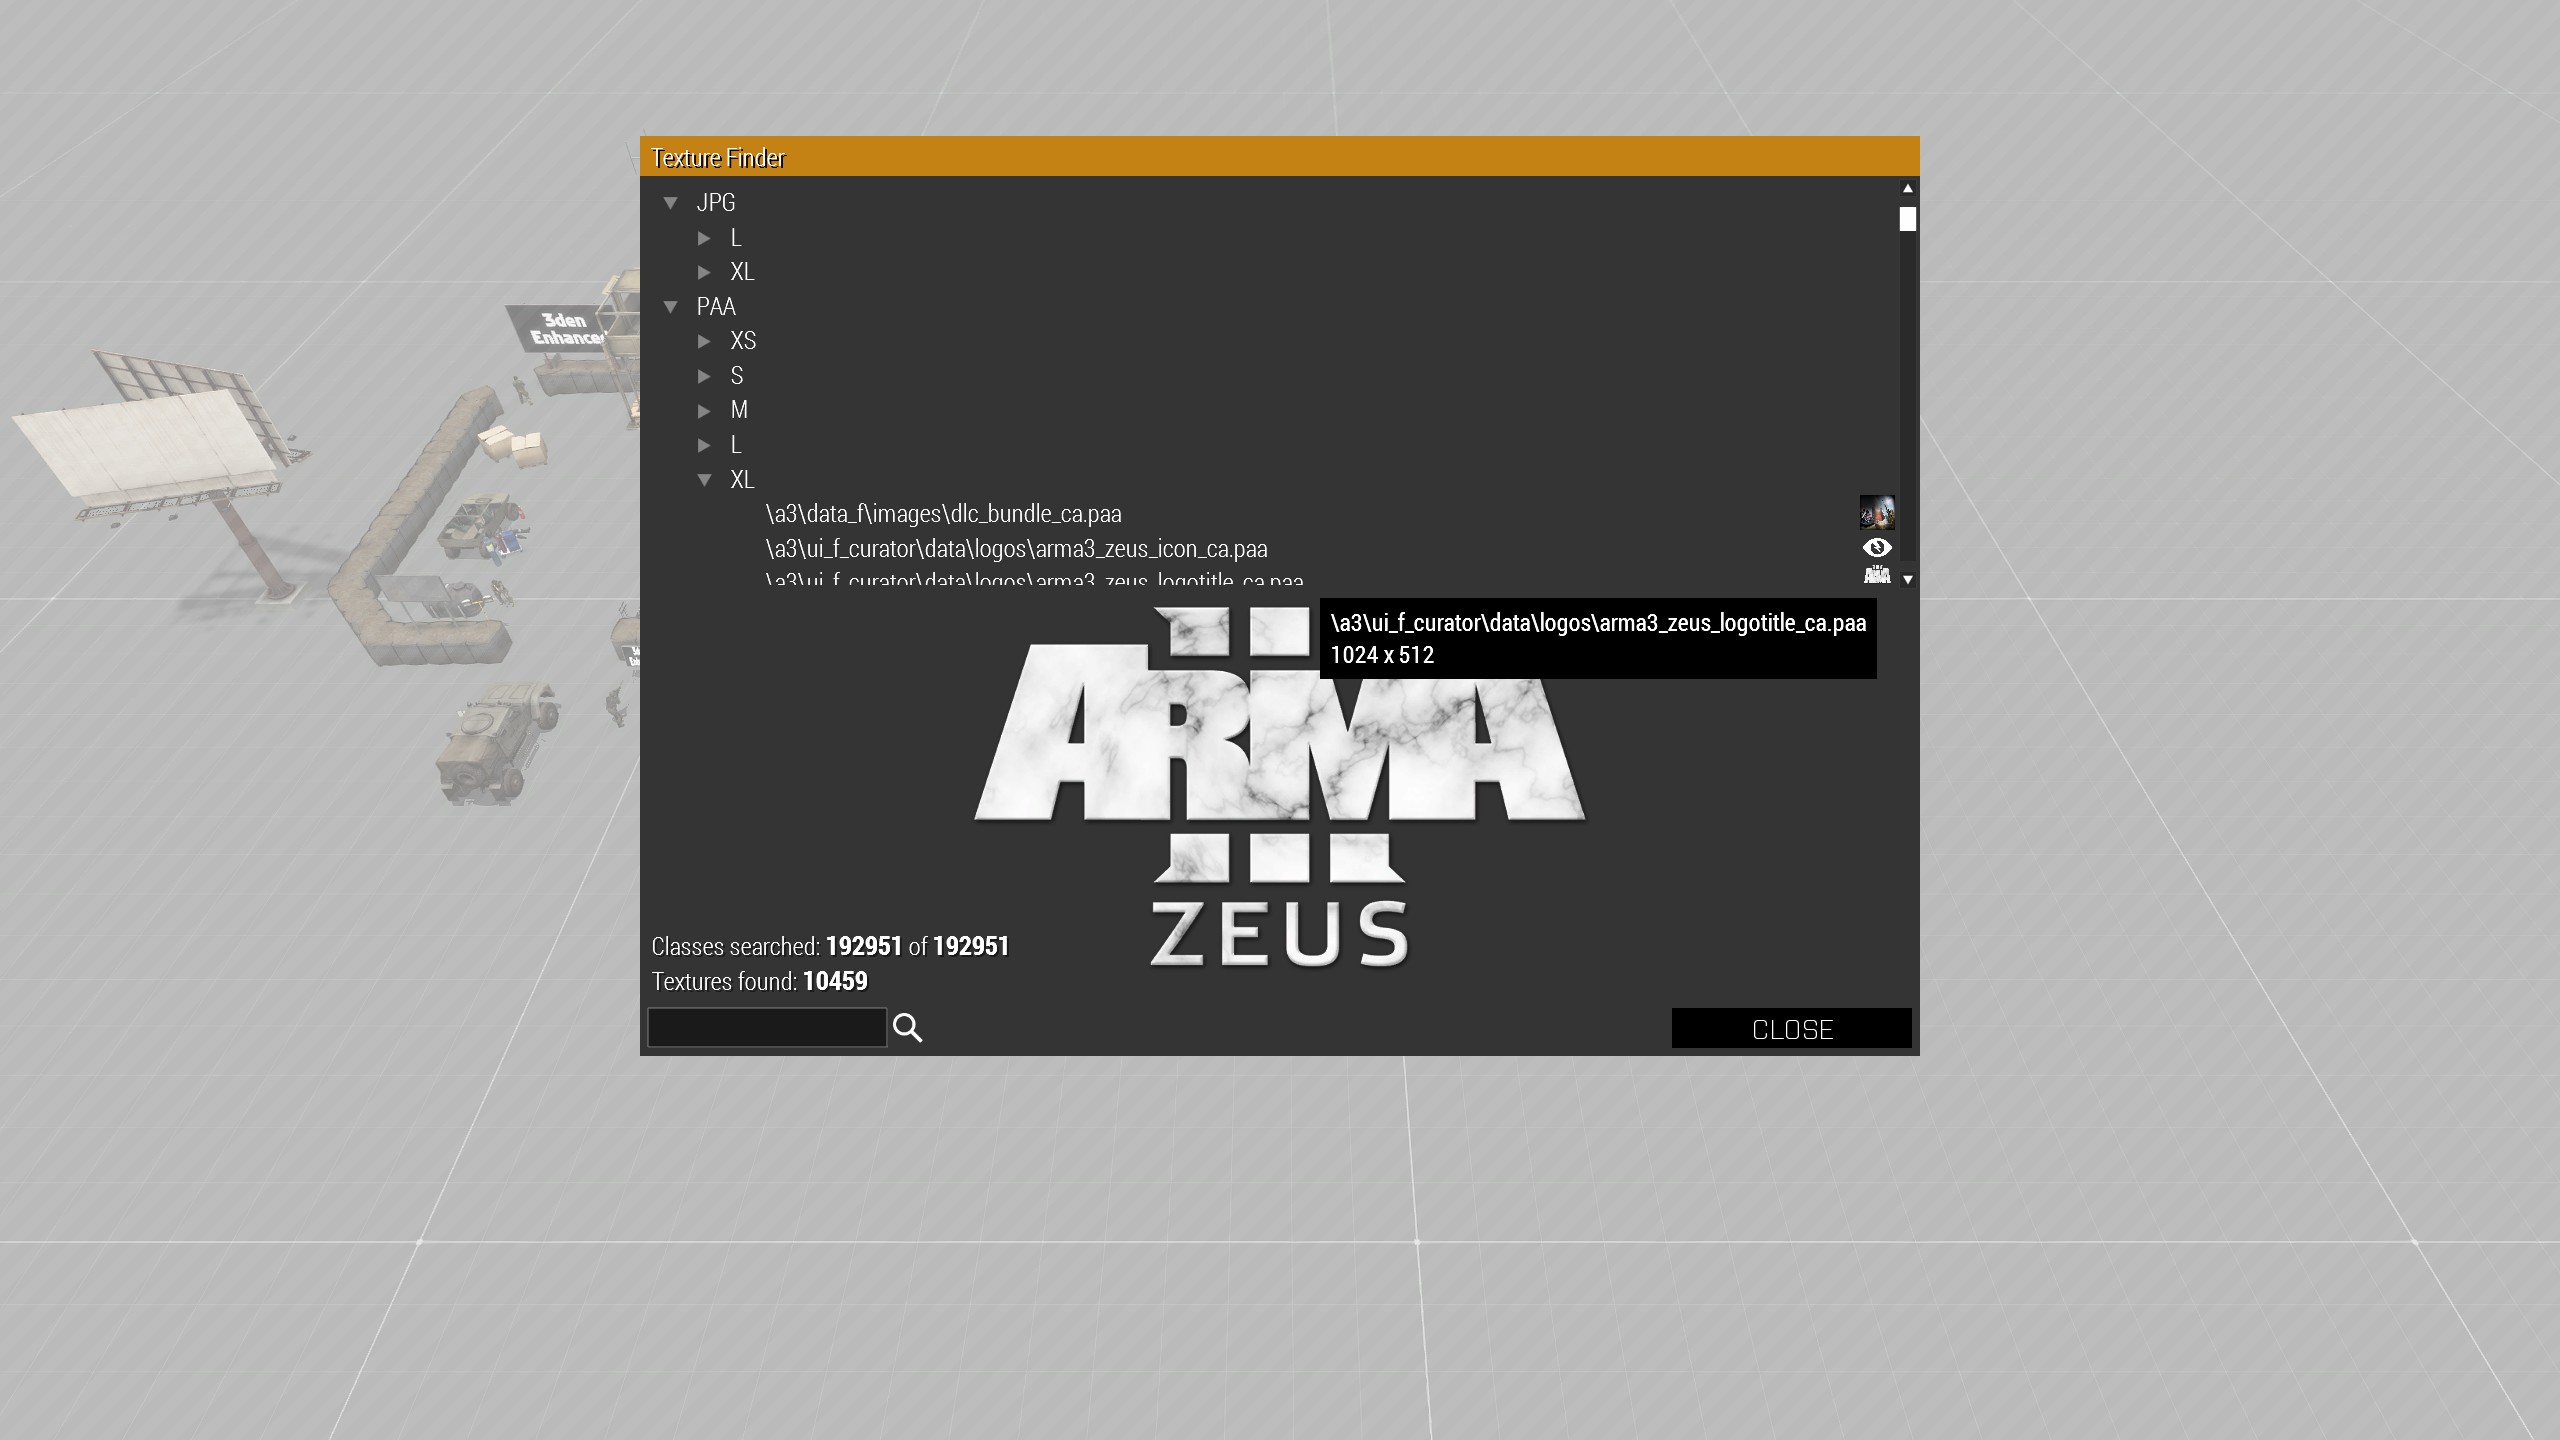 Texture Finder
JPG
L
XL
PAA
XS
S
M
L
XL
\a3\data_f\images\dlc_bundle_ca.paa
\a3\ui_f_curator\data\logos\arma3_zeus_icon_ca.paa
\a3\ui_f_curator\data\logos\arma3_zeus_logotitle_ca.paa
\a3\ui_f_curator\data\logos\arma3_zeus_logotitle_ca.paa
1024 x 512
3den
Enhance
ARMA
III
ZEUS
Classes searched: 192951 of 192951
Textures found: 10459
CLOSE